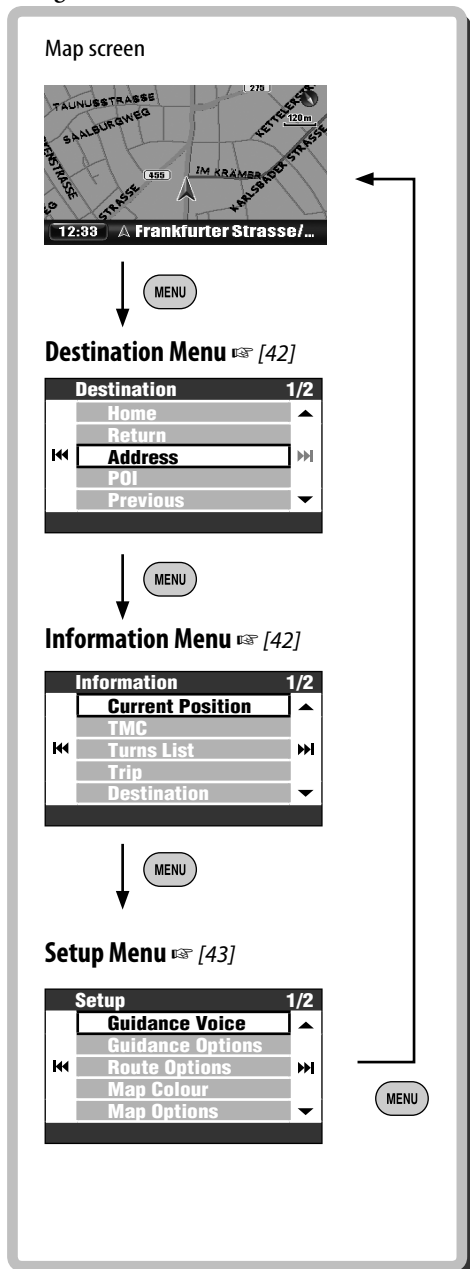 Map screen
275
TAUNUSSTRASSE
SAALBURGWEG
KETTELERSTR
120m
455
IM KRÄMER
KARLSBADER STRASSE
STRASSE
12:33 Frankfurter Strasse/...
MENU
Destination Menu ☞ [42]
Destination 1/2
Home
Return
Address
POI
Previous
MENU
Information Menu ☞ [42]
Information 1/2
Current Position
TMC
Turns List
Trip
Destination
MENU
Setup Menu ☞ [43]
Setup 1/2
Guidance Voice
Guidance Options
Route Options
Map Colour
Map Options
MENU